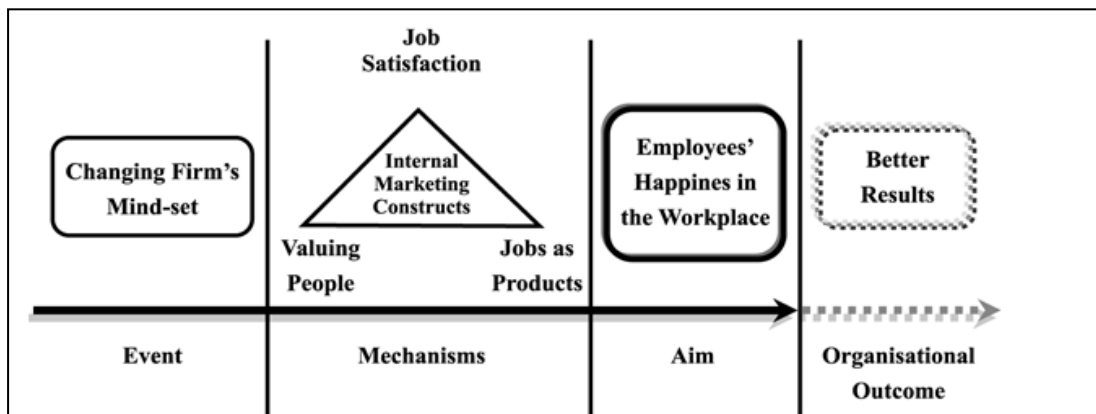 Job
Satisfaction
Changing Firm's
Mind-set
Internal
Marketing
Constructs
Valuing
People
Jobs as
Products
Employees'
Happines in
the Workplace
Better
Results
Event
Mechanisms
Aim
Organisational
Outcome